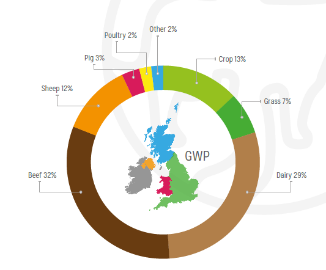 Other 2%
Poultry 2%
Pig 3%
Crop 13%
Sheep 12%
Grass 7%
GWP
Beef 32%
Dairy 29%